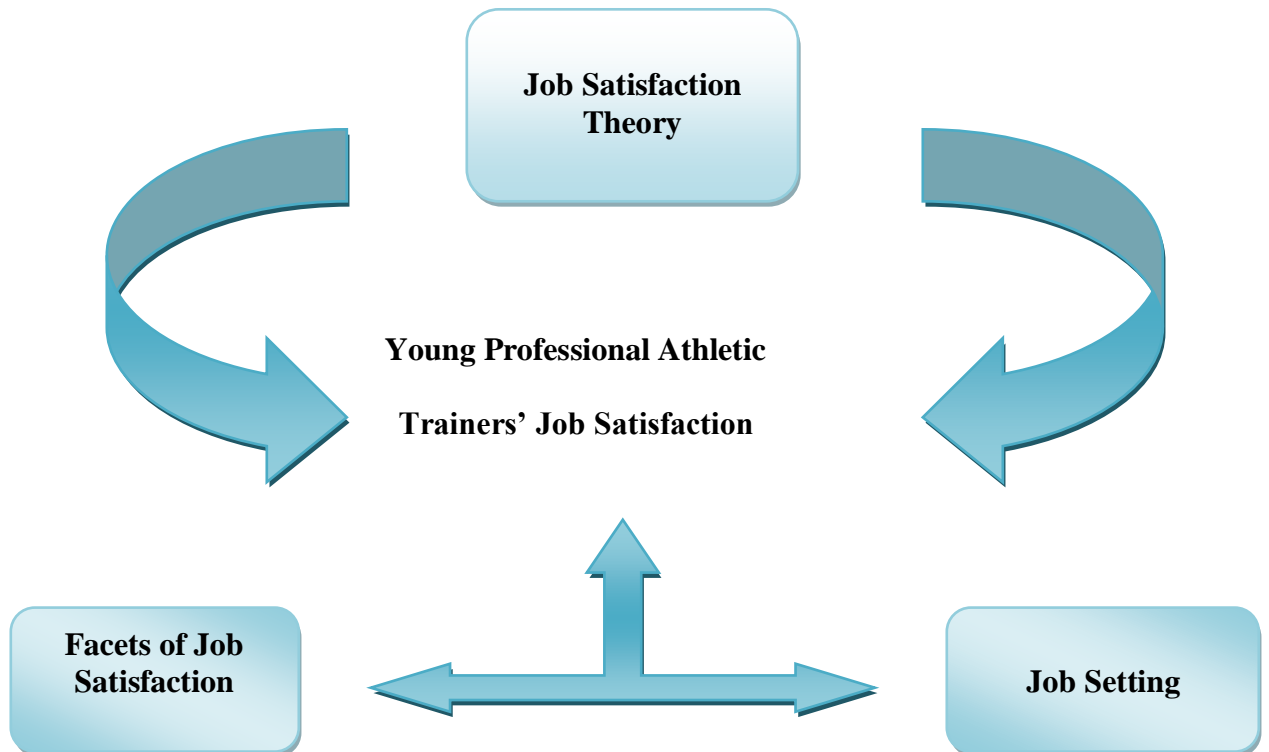 Job Satisfaction
Theory
Young Professional Athletic
Trainers’ Job Satisfaction
Facets of Job
Satisfaction
Job Setting